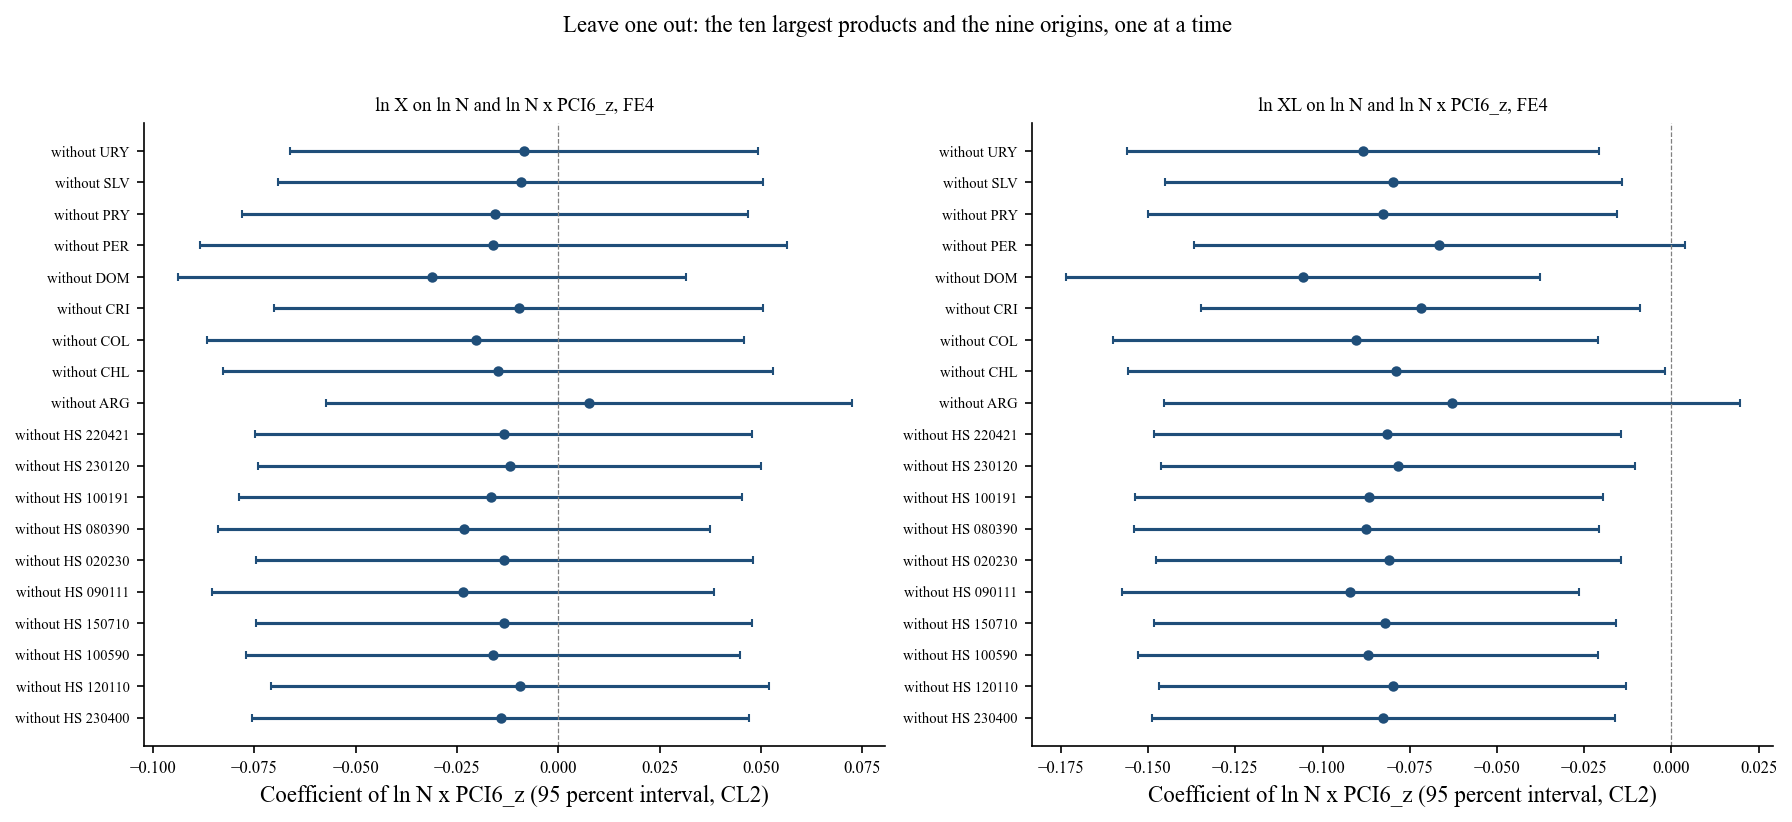 Leave one out: the ten largest products and the nine origins, one at a time
ln X on ln N and ln N x PCI6_z, FE4
without URY
without SLV
without PRY
without PER
without DOM
without CRI
without COL
without CHL
without ARG
without HS 220421
without HS 230120
without HS 100191
without HS 080390
without HS 020230
without HS 090111
without HS 150710
without HS 100590
without HS 120110
without HS 230400
−0.100 −0.075 −0.050 −0.025 0.000 0.025 0.050 0.075
Coefficient of ln N x PCI6_z (95 percent interval, CL2)
ln XL on ln N and ln N x PCI6_z, FE4
without URY
without SLV
without PRY
without PER
without DOM
without CRI
without COL
without CHL
without ARG
without HS 220421
without HS 230120
without HS 100191
without HS 080390
without HS 020230
without HS 090111
without HS 150710
without HS 100590
without HS 120110
without HS 230400
−0.175 −0.150 −0.125 −0.100 −0.075 −0.050 −0.025 0.000 0.025
Coefficient of ln N x PCI6_z (95 percent interval, CL2)